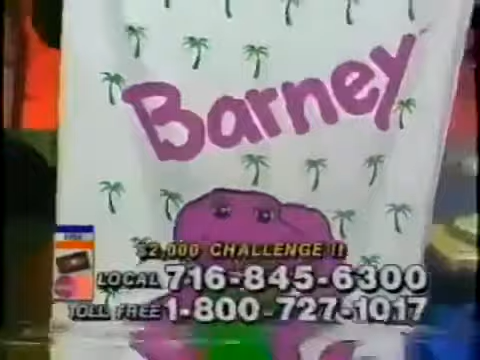 Barney
$2,000 CHALLENGE !!
LOCAL 716-845-6300
TOLL FREE 1-800-727-1017